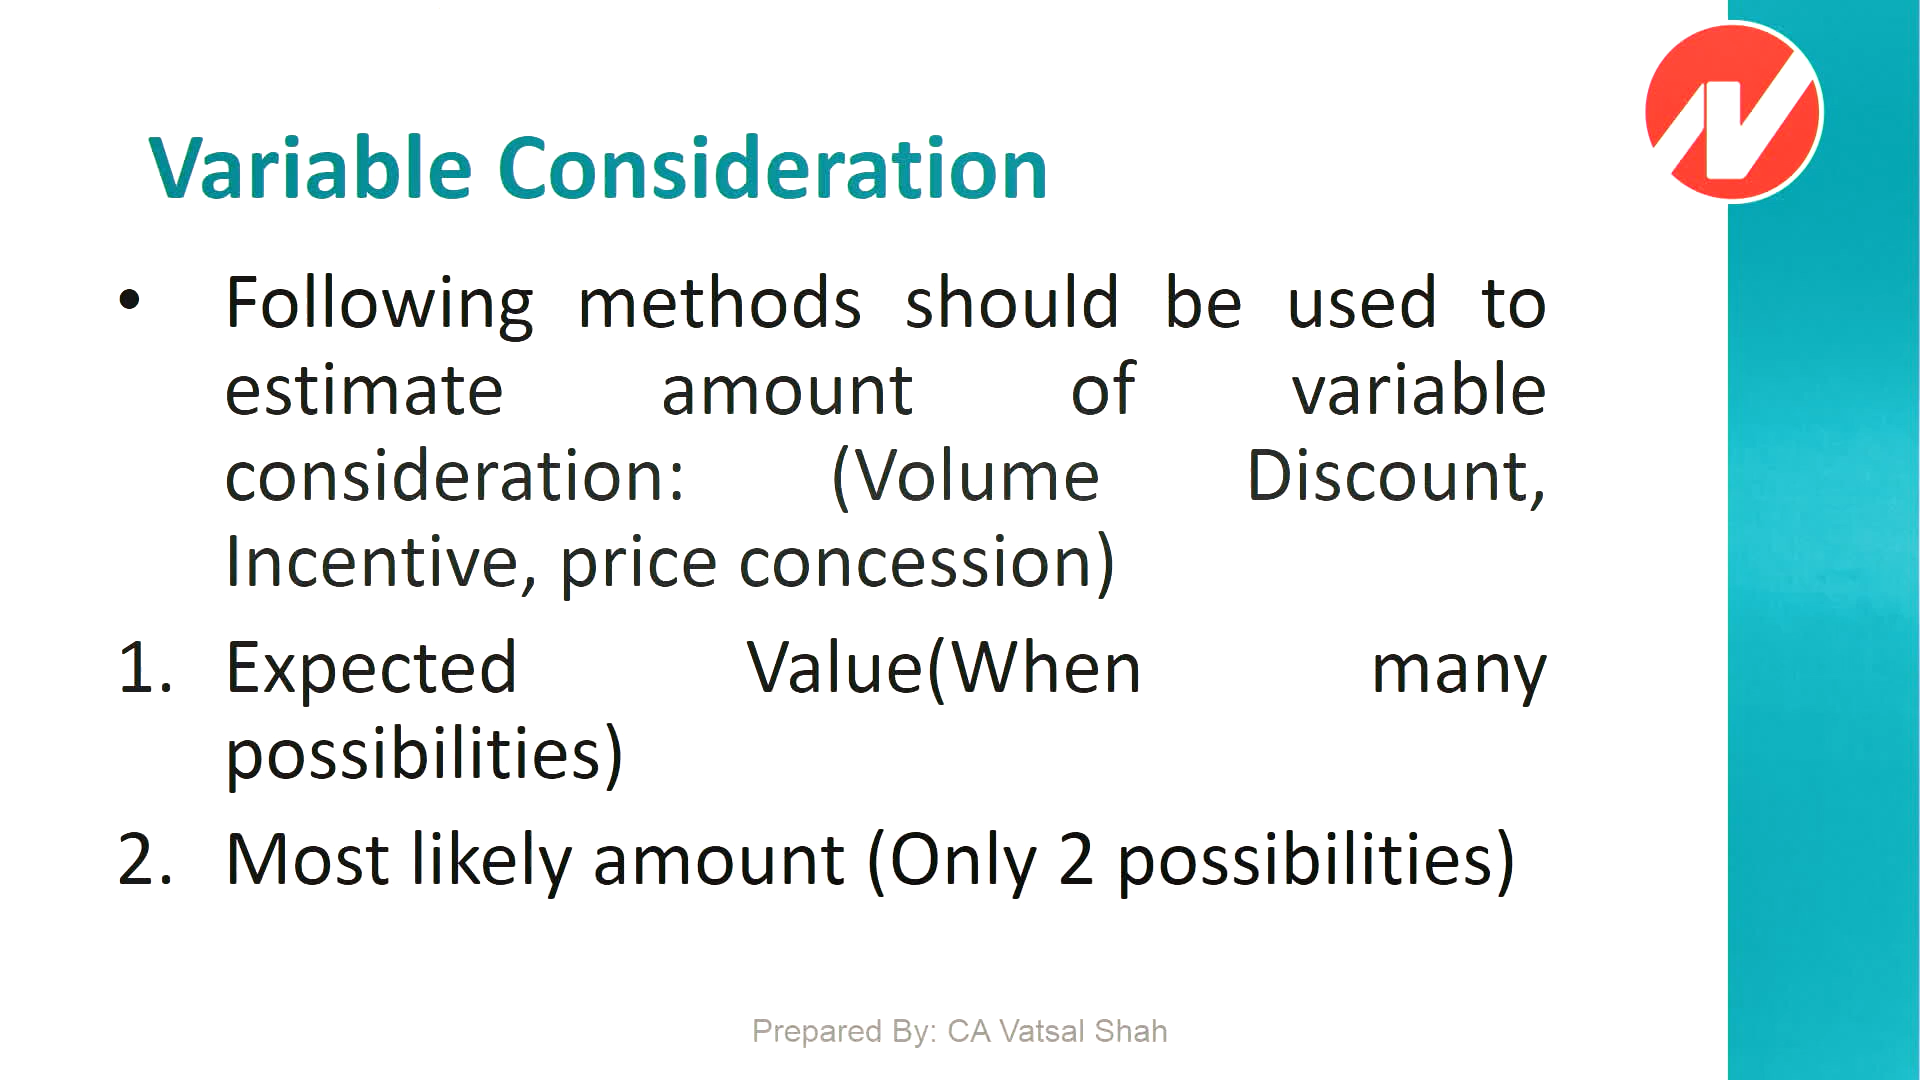 Variable Consideration
• Following methods should be used to
estimate amount of variable
consideration: (Volume Discount,
Incentive, price concession)
1. Expected Value(When many
possibilities)
2. Most likely amount (Only 2 possibilities)
Prepared By: CA Vatsal Shah